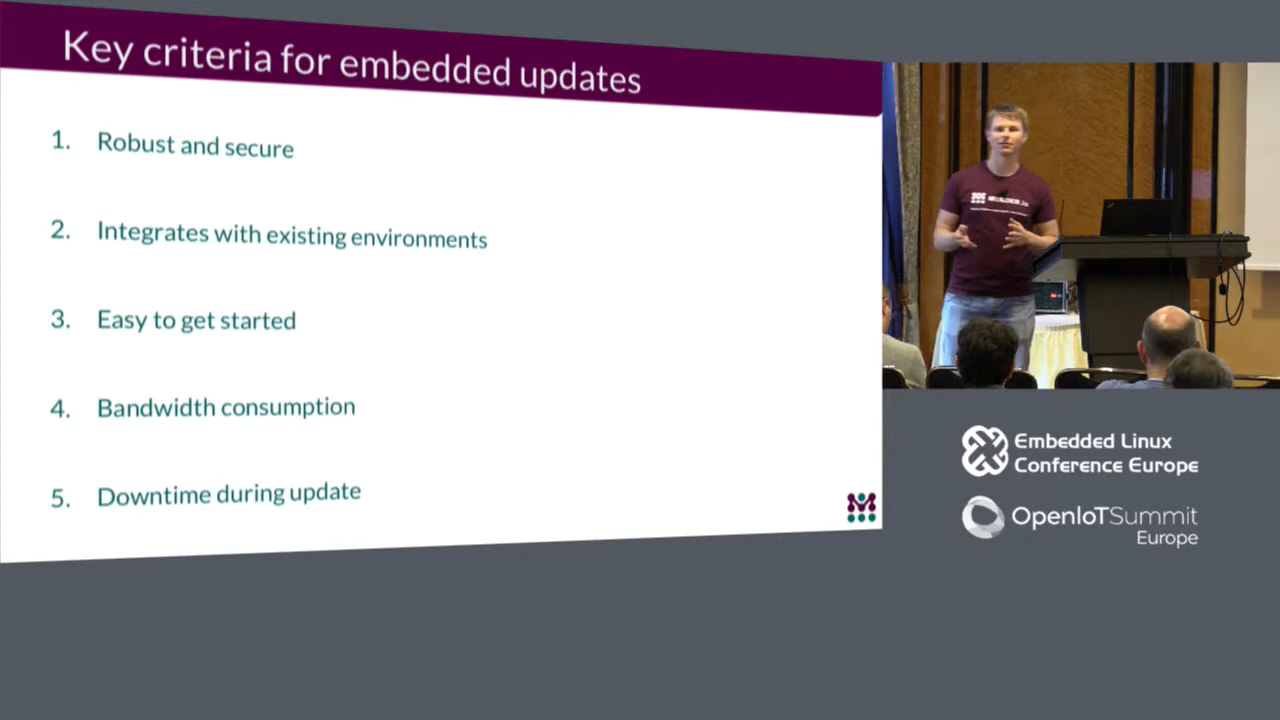 Key criteria for embedded updates
1. Robust and secure
2. Integrates with existing environments
3. Easy to get started
4. Bandwidth consumption
5. Downtime during update
Embedded Linux
Conference Europe
OpenIoTSummit
Europe